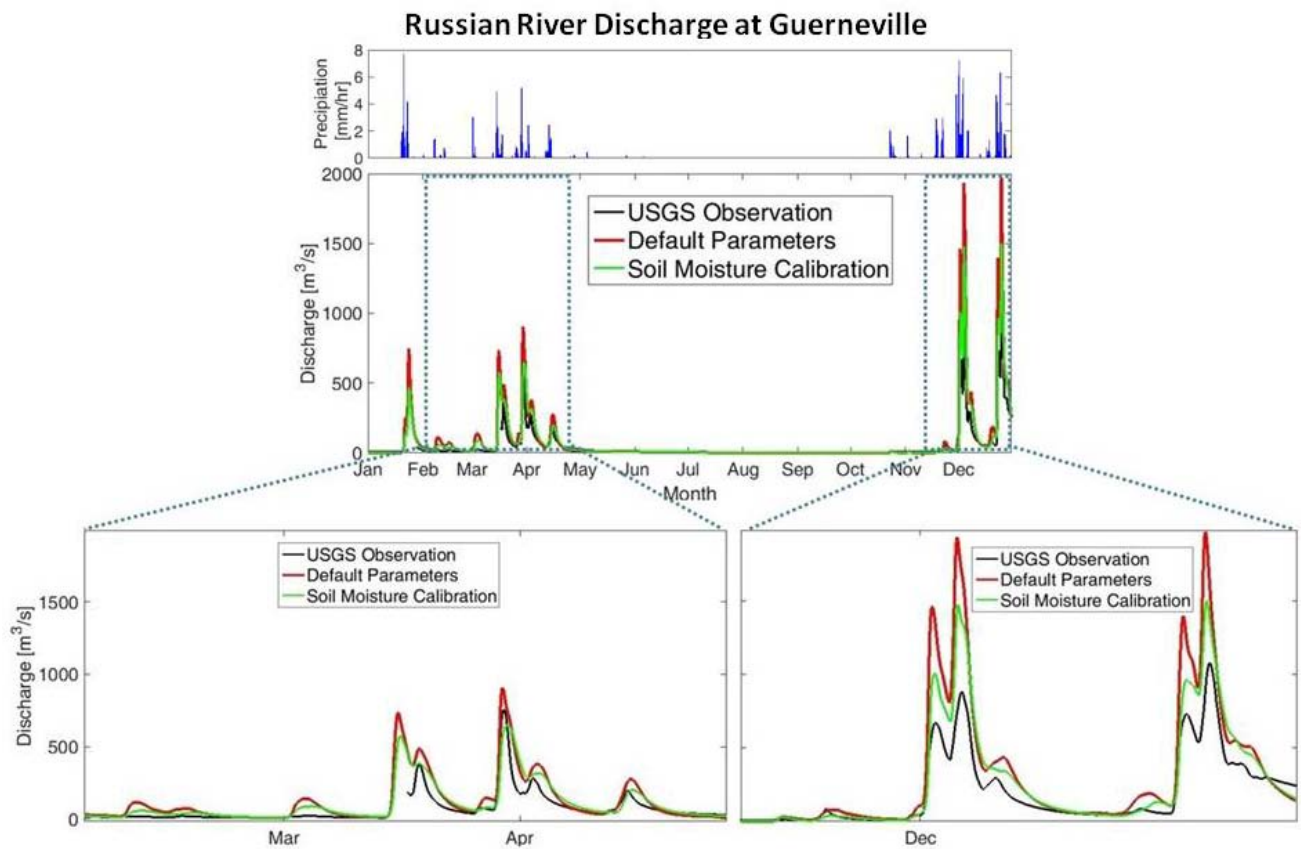 Russian River Discharge at Guerneville
Precipiation
[mm/hr]
8
6
4
2
0
Discharge [m³/s]
2000
1500
1000
500
0
USGS Observation
Default Parameters
Soil Moisture Calibration
Jan Feb Mar Apr May Jun Jul Aug Sep Oct Nov Dec
Month
Discharge [m³/s]
1500
1000
500
0
USGS Observation
Default Parameters
Soil Moisture Calibration
Mar Apr
USGS Observation
Default Parameters
Soil Moisture Calibration
Dec